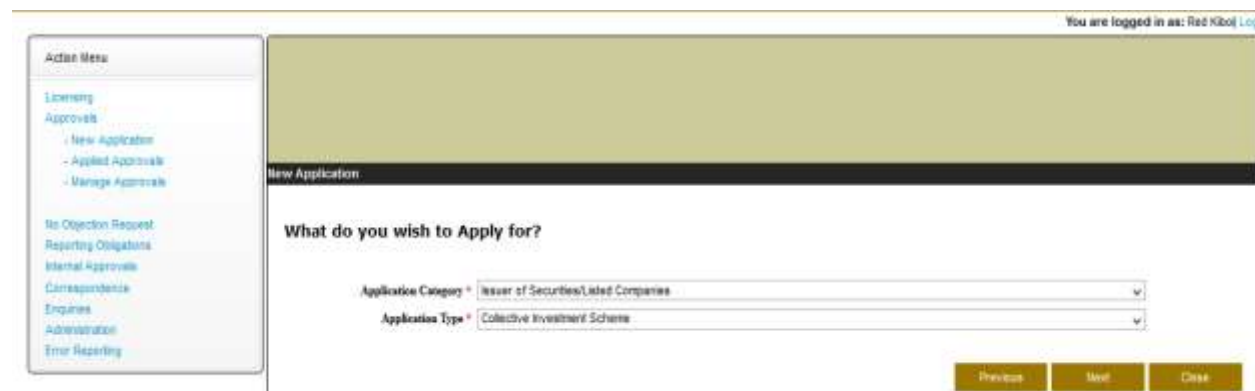 You are logged in as: Red Kibo| Log
Action Menu
Licensing
Approvals
- New Application
- Applied Approvals
- Manage Approvals
No Objection Request
Reporting Obligations
Internal Approvals
Correspondence
Enquiries
Administration
Error Reporting
New Application
What do you wish to Apply for?
Application Category * Issuer of Securities/Listed Companies
Application Type * Collective Investment Scheme
Previous Next Close